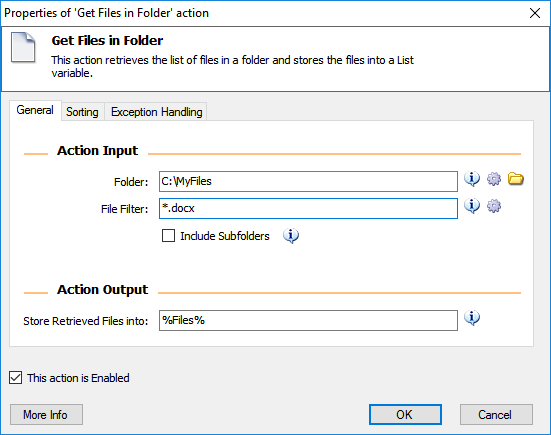 Properties of 'Get Files in Folder' action
Get Files in Folder
This action retrieves the list of files in a folder and stores the files into a List
variable.
General Sorting Exception Handling
Action Input
Folder: C:\MyFiles
File Filter: *.docx
Include Subfolders
Action Output
Store Retrieved Files into: %Files%
This action is Enabled
More Info OK Cancel